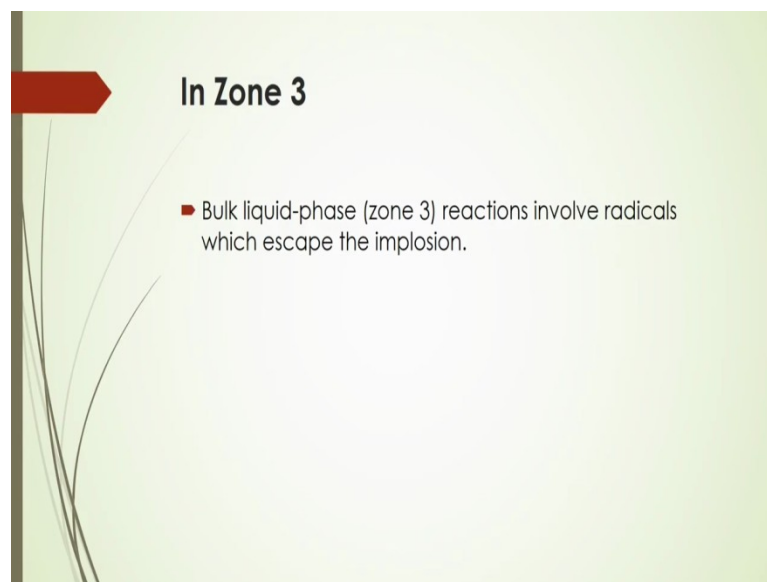 In Zone 3
Bulk liquid-phase (zone 3) reactions involve radicals
which escape the implosion.